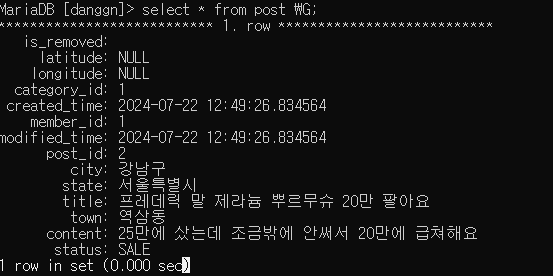 MariaDB [danggn]> select * from post ₩G;
*************************** 1. row ***************************
is_removed:
latitude: NULL
longitude: NULL
category_id: 1
created_time: 2024-07-22 12:49:26.834564
member_id: 1
modified_time: 2024-07-22 12:49:26.834564
post_id: 2
city: 강남구
state: 서울특별시
title: 프레데릭 말 제라늄 뿌르무슈 20만 팔아요
town: 역삼동
content: 25만에 샀는데 조금밖에 안써서 20만에 급쳐해요
status: SALE
1 row in set (0.000 sec)